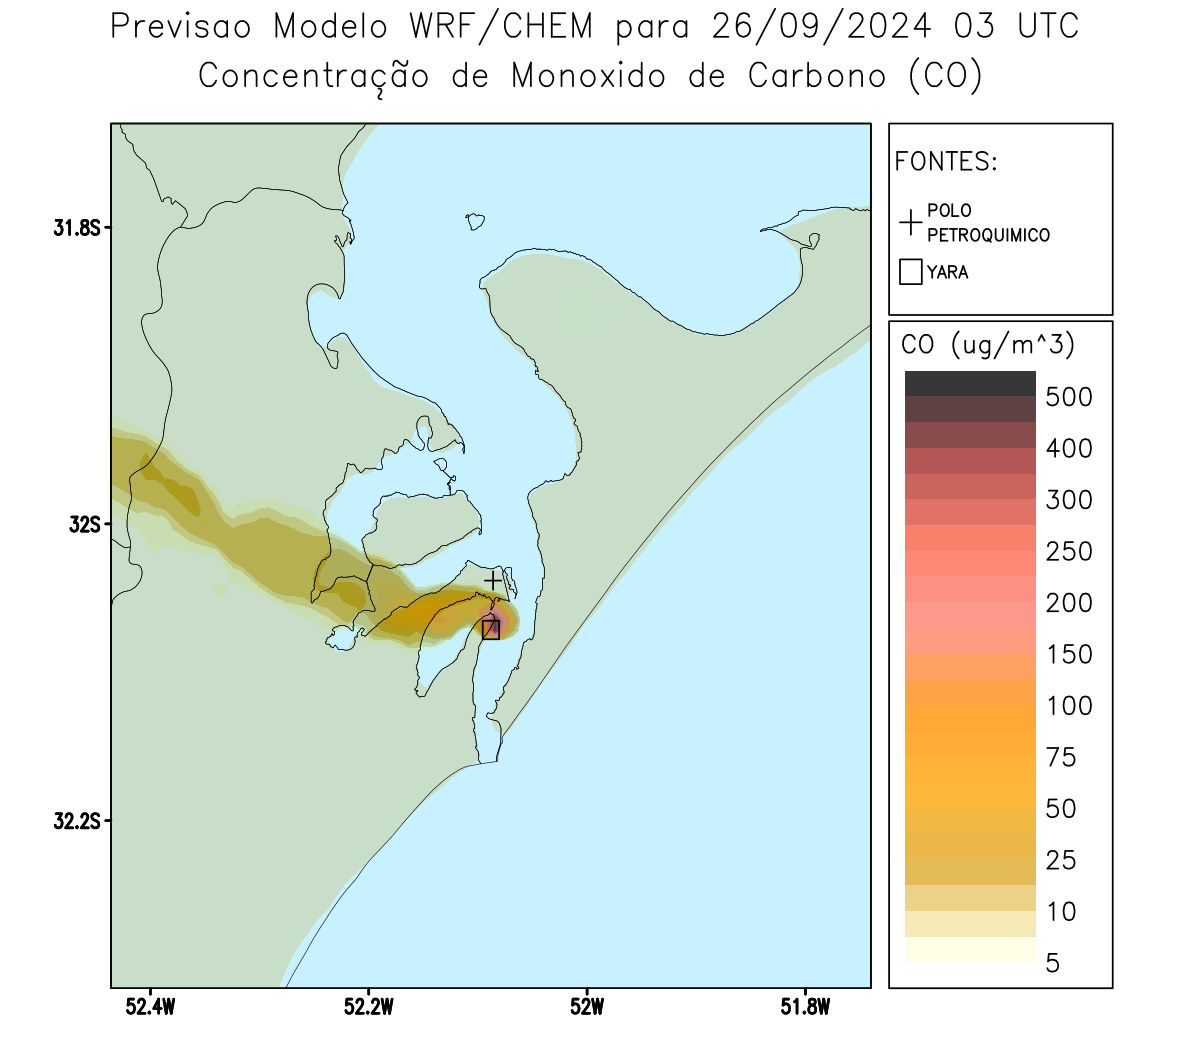 Previsao Modelo WRF/CHEM para 26/09/2024 03 UTC
Concentração de Monoxido de Carbono (CO)
FONTES:
POLO
PETROQUIMICO
YARA
CO (ug/m^3)
500
400
300
250
200
150
100
75
50
25
10
5
31.8S
32S
32.2S
52.4W
52.2W
52W
51.8W